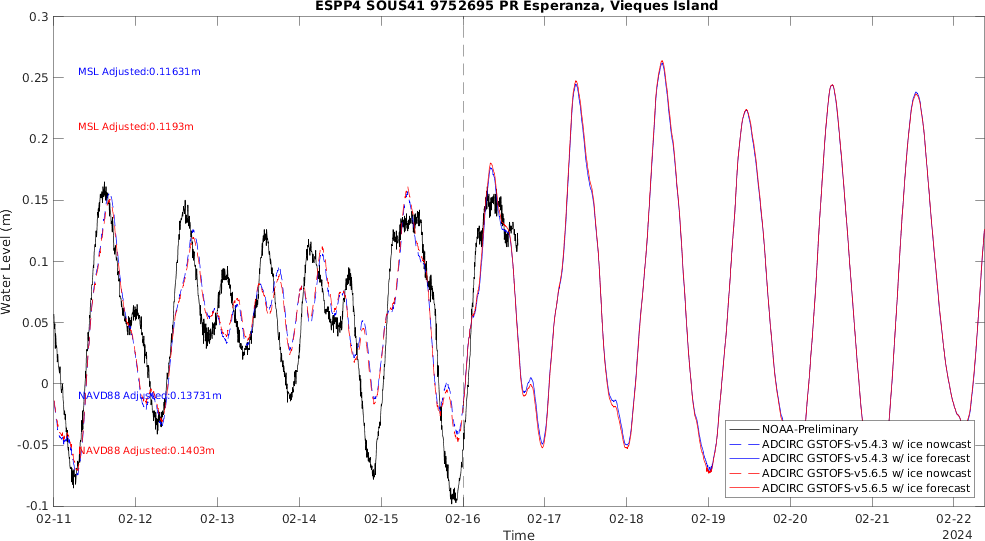 ESPP4 SOUS41 9752695 PR Esperanza, Vieques Island
0.3
0.25
0.2
0.15
0.1
0.05
0
-0.05
-0.1
Water Level (m)
MSL Adjusted:0.11631m
MSL Adjusted:0.1193m
NAVD88 Adjusted:0.13731m
NAVD88 Adjusted:0.1403m
NOAA-Preliminary
ADCIRC GSTOFS-v5.4.3 w/ ice nowcast
ADCIRC GSTOFS-v5.4.3 w/ ice forecast
ADCIRC GSTOFS-v5.6.5 w/ ice nowcast
ADCIRC GSTOFS-v5.6.5 w/ ice forecast
02-11 02-12 02-13 02-14 02-15 02-16 02-17 02-18 02-19 02-20 02-21 02-22
Time
2024